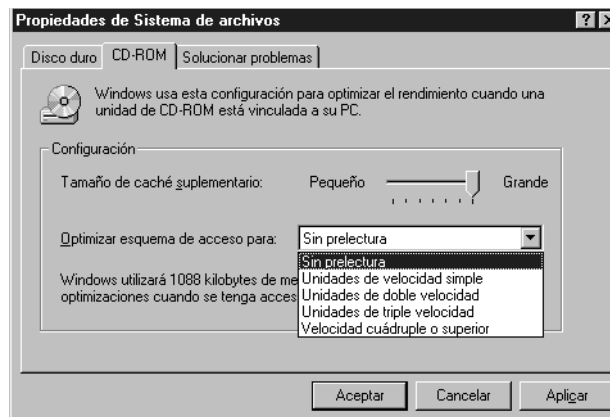 Propiedades de Sistema de archivos
Disco duro CD-ROM Solucionar problemas
Windows usa esta configuración para optimizar el rendimiento cuando una
unidad de CD-ROM está vinculada a su PC.
Configuración
Tamaño de caché suplementario: Pequeño Grande
Optimizar esquema de acceso para: Sin prelectura
Sin prelectura
Unidades de velocidad simple
Unidades de doble velocidad
Unidades de triple velocidad
Velocidad cuádruple o superior
Windows utilizará 1088 kilobytes de me
optimizaciones cuando se tenga acces
Aceptar Cancelar Aplicar